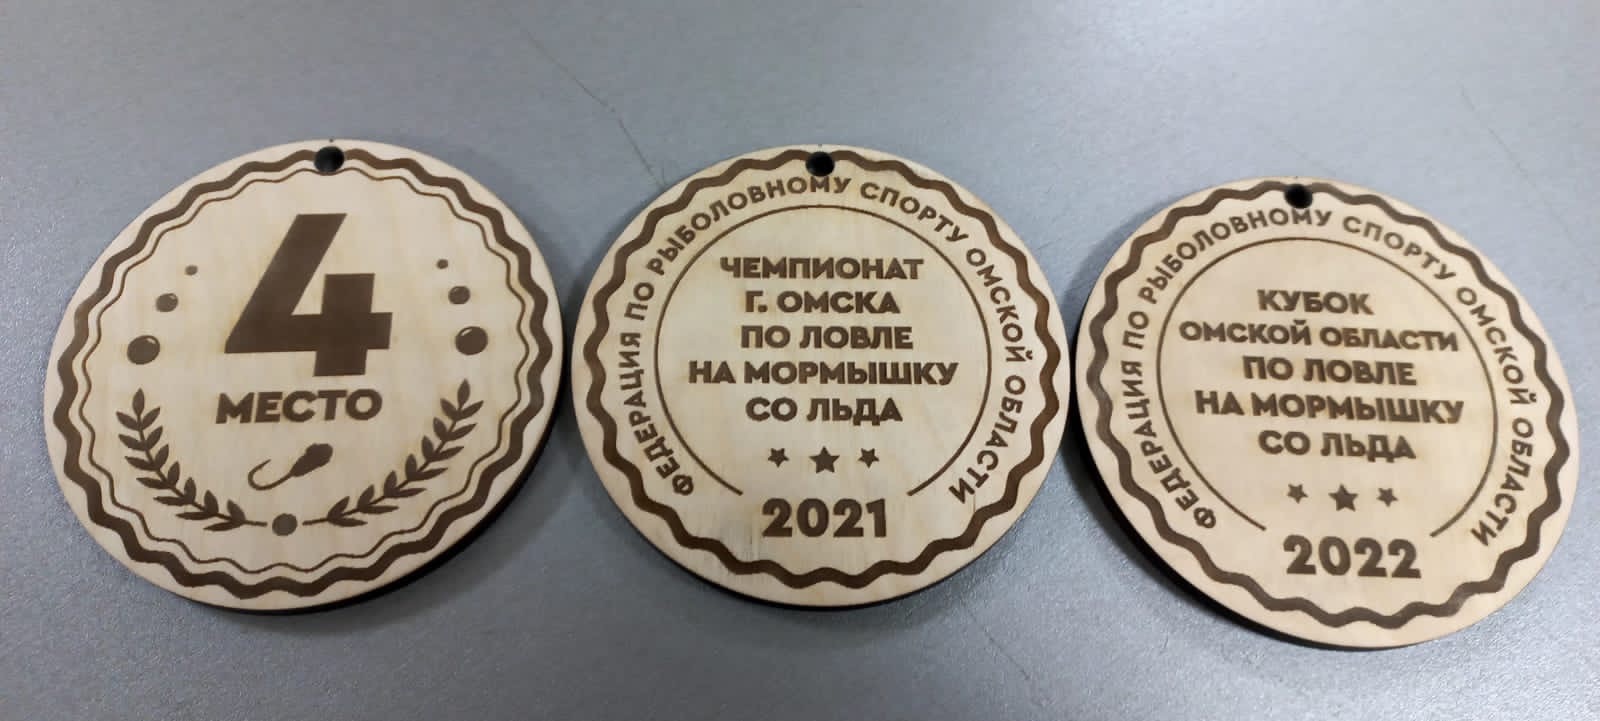 4
МЕСТО
ФЕДЕРАЦИЯ ПО РЫБОЛОВНОМУ СПОРТУ ОМСКОЙ ОБЛАСТИ
ЧЕМПИОНАТ
Г. ОМСКА
ПО ЛОВЛЕ
НА МОРМЫШКУ
СО ЛЬДА
2021
ФЕДЕРАЦИЯ ПО РЫБОЛОВНОМУ СПОРТУ ОМСКОЙ ОБЛАСТИ
КУБОК
ОМСКОЙ ОБЛАСТИ
ПО ЛОВЛЕ
НА МОРМЫШКУ
СО ЛЬДА
2022